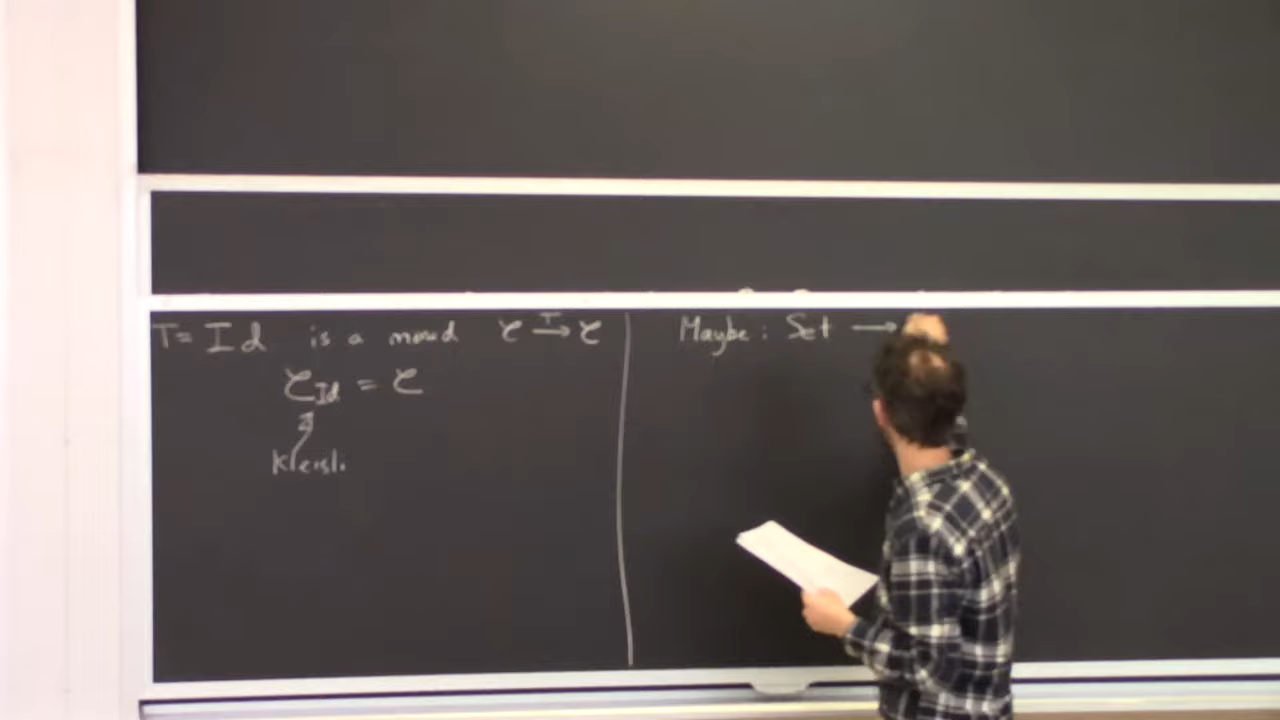 T = Id is a monad C →T C
C_Id = C
Kleisli
Maybe : Set →